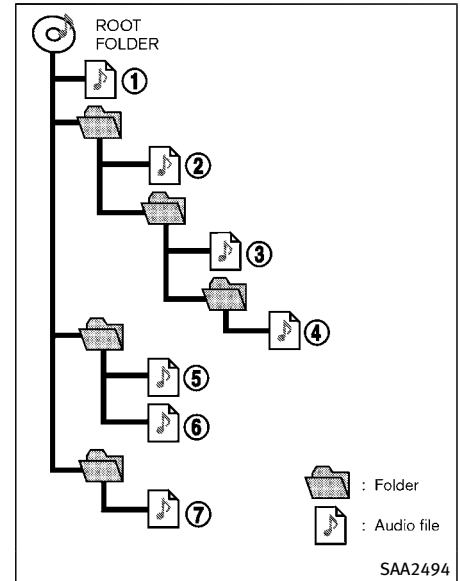 ROOT
FOLDER
①
②
③
④
⑤
⑥
⑦
: Folder
: Audio file
SAA2494